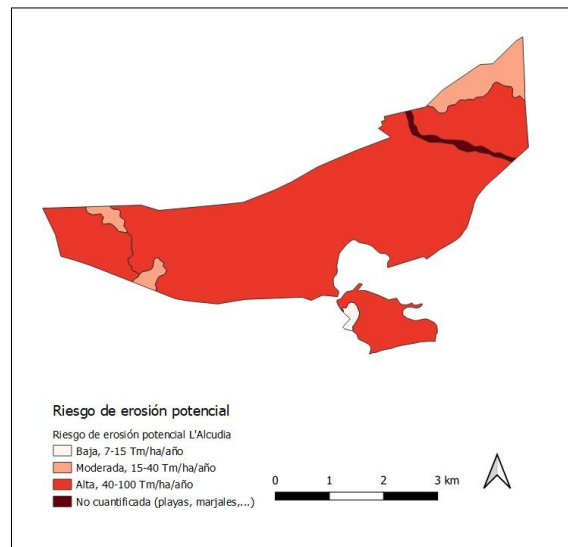 Riesgo de erosión potencial
Riesgo de erosión potencial L'Alcudia
Baja, 7-15 Tm/ha/año
Moderada, 15-40 Tm/ha/año
Alta, 40-100 Tm/ha/año
No cuantificada (playas, marjales,...)
0 1 2 3 km